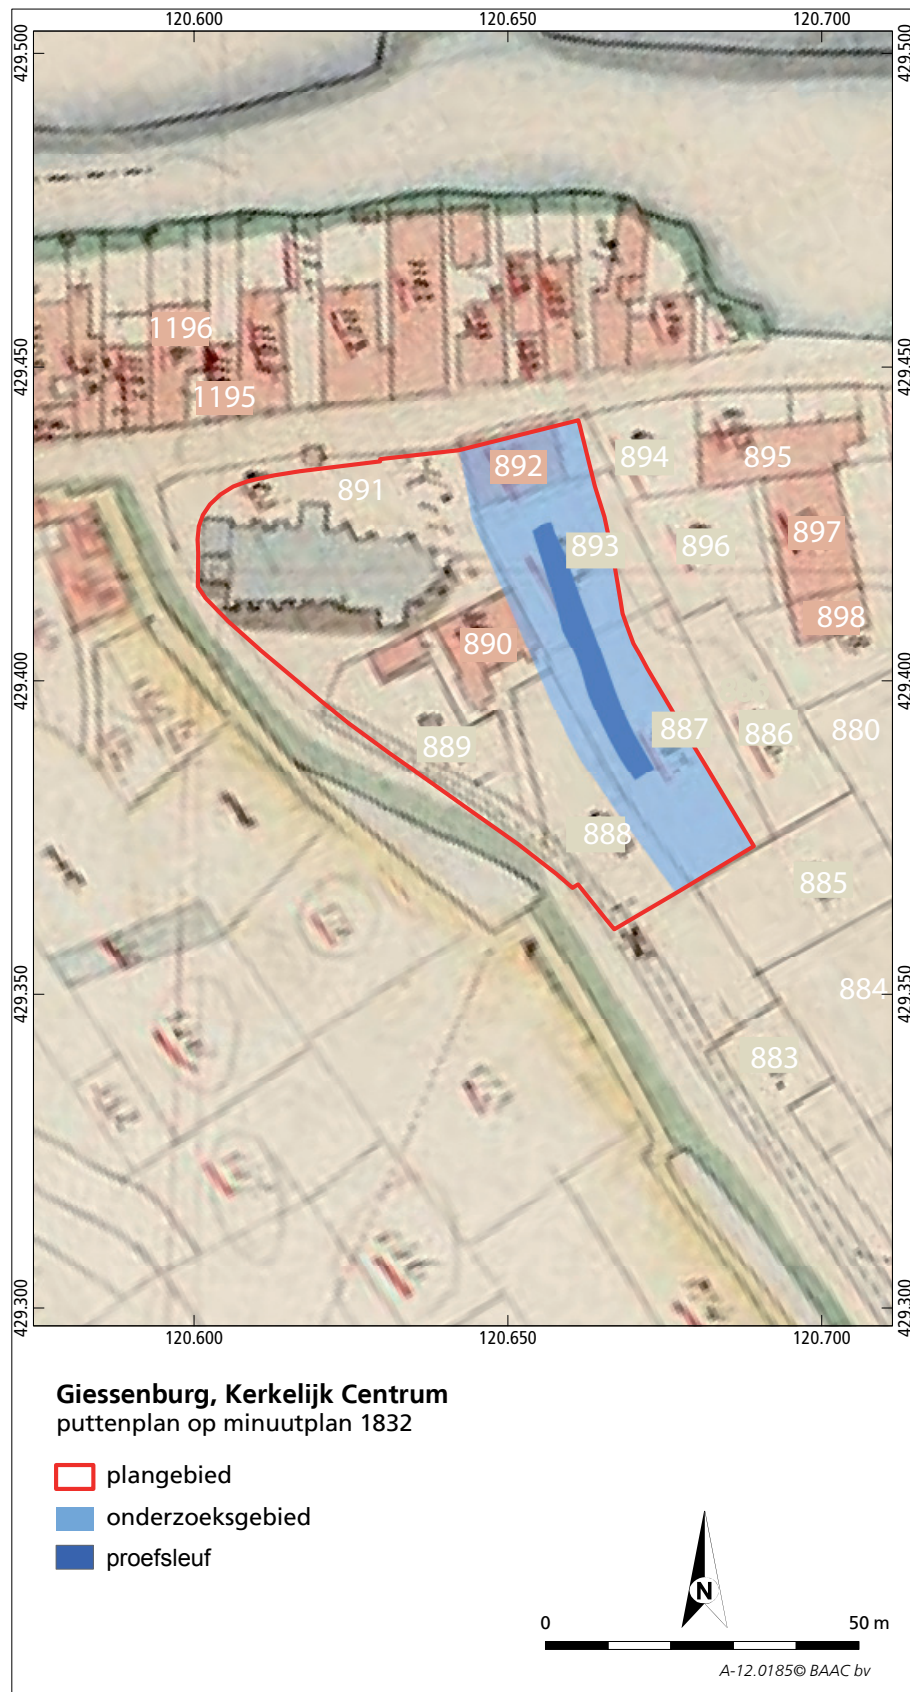 120.600 120.650 120.700
429.500 429.500
1196
429.450 429.450
1195
892 894 895
891
893 896 897
898
890
429.400 429.400
889 887 886 880
888
885
884
429.350 429.350
883
429.300 429.300
120.600 120.650 120.700
Giessenburg, Kerkelijk Centrum
puttenplan op minuutplan 1832
plangebied
onderzoeksgebied
proefsleuf
N
0 50 m
A-12.0185© BAAC bv